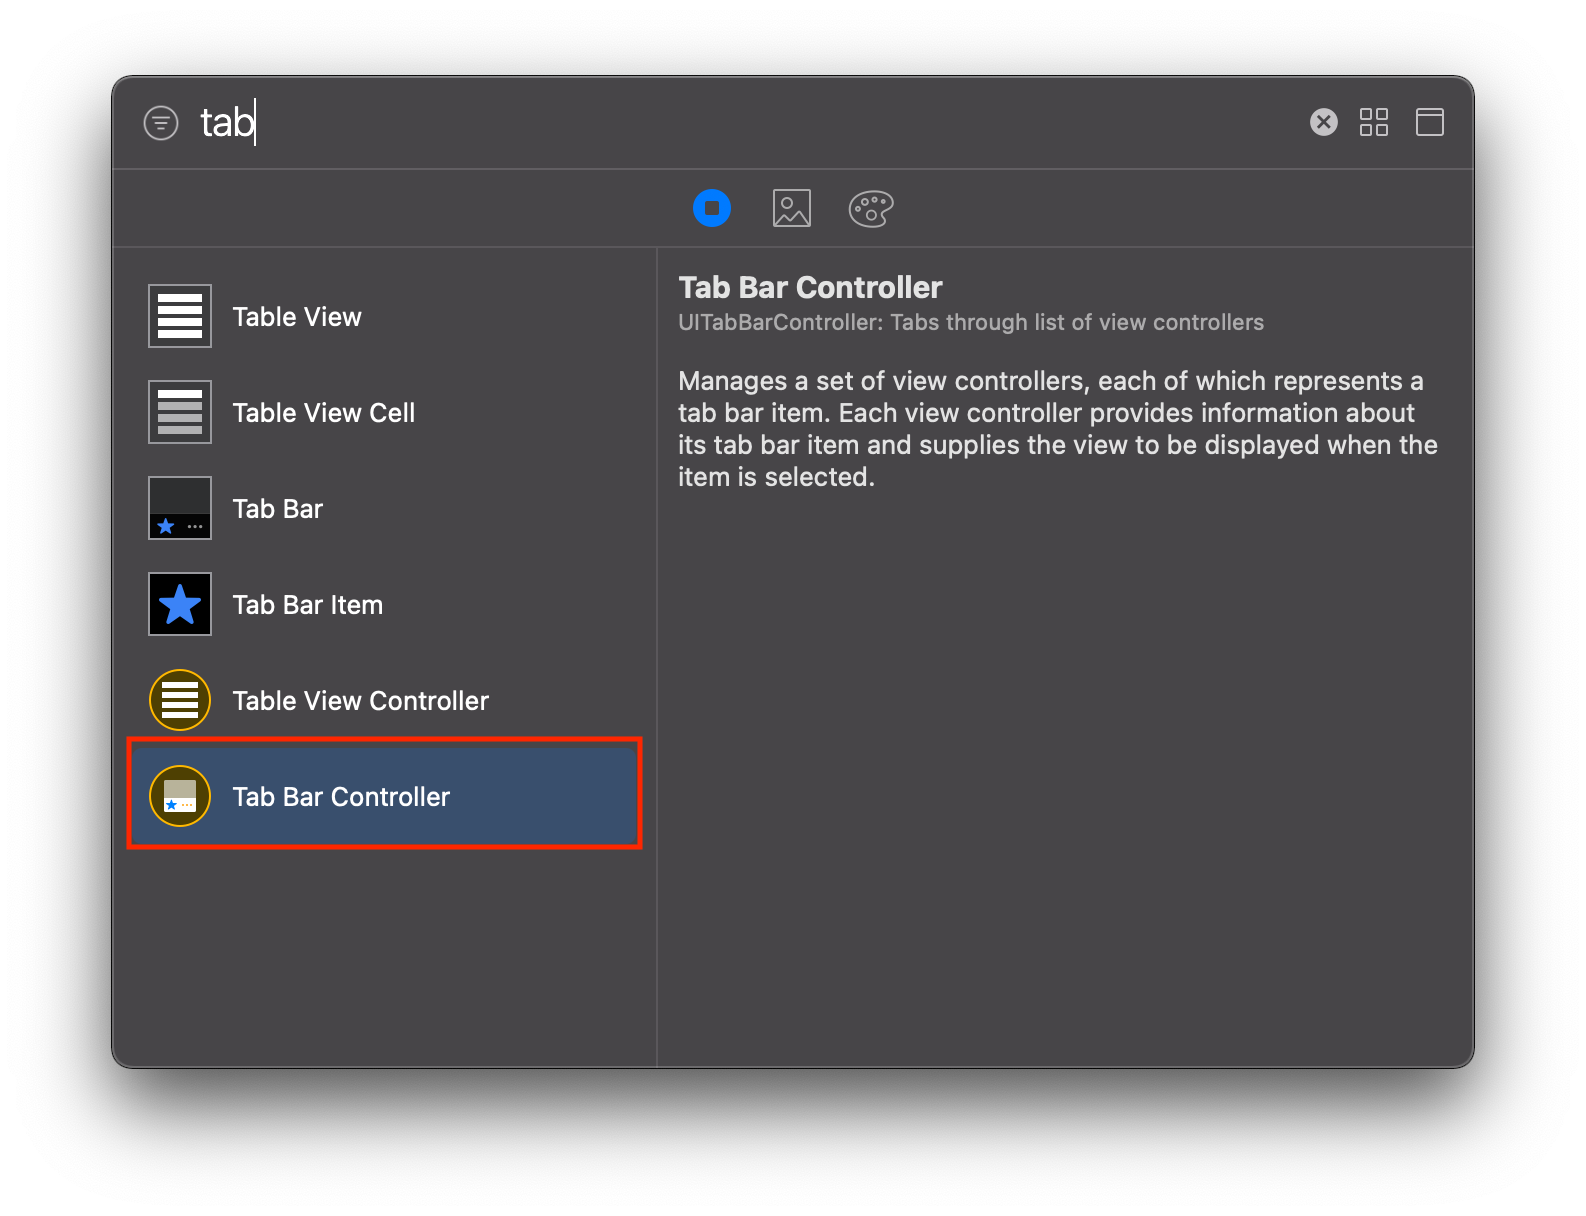 tab
Table View
Table View Cell
Tab Bar
Tab Bar Item
Table View Controller
Tab Bar Controller
Tab Bar Controller
UITabBarController: Tabs through list of view controllers
Manages a set of view controllers, each of which represents a
tab bar item. Each view controller provides information about
its tab bar item and supplies the view to be displayed when the
item is selected.